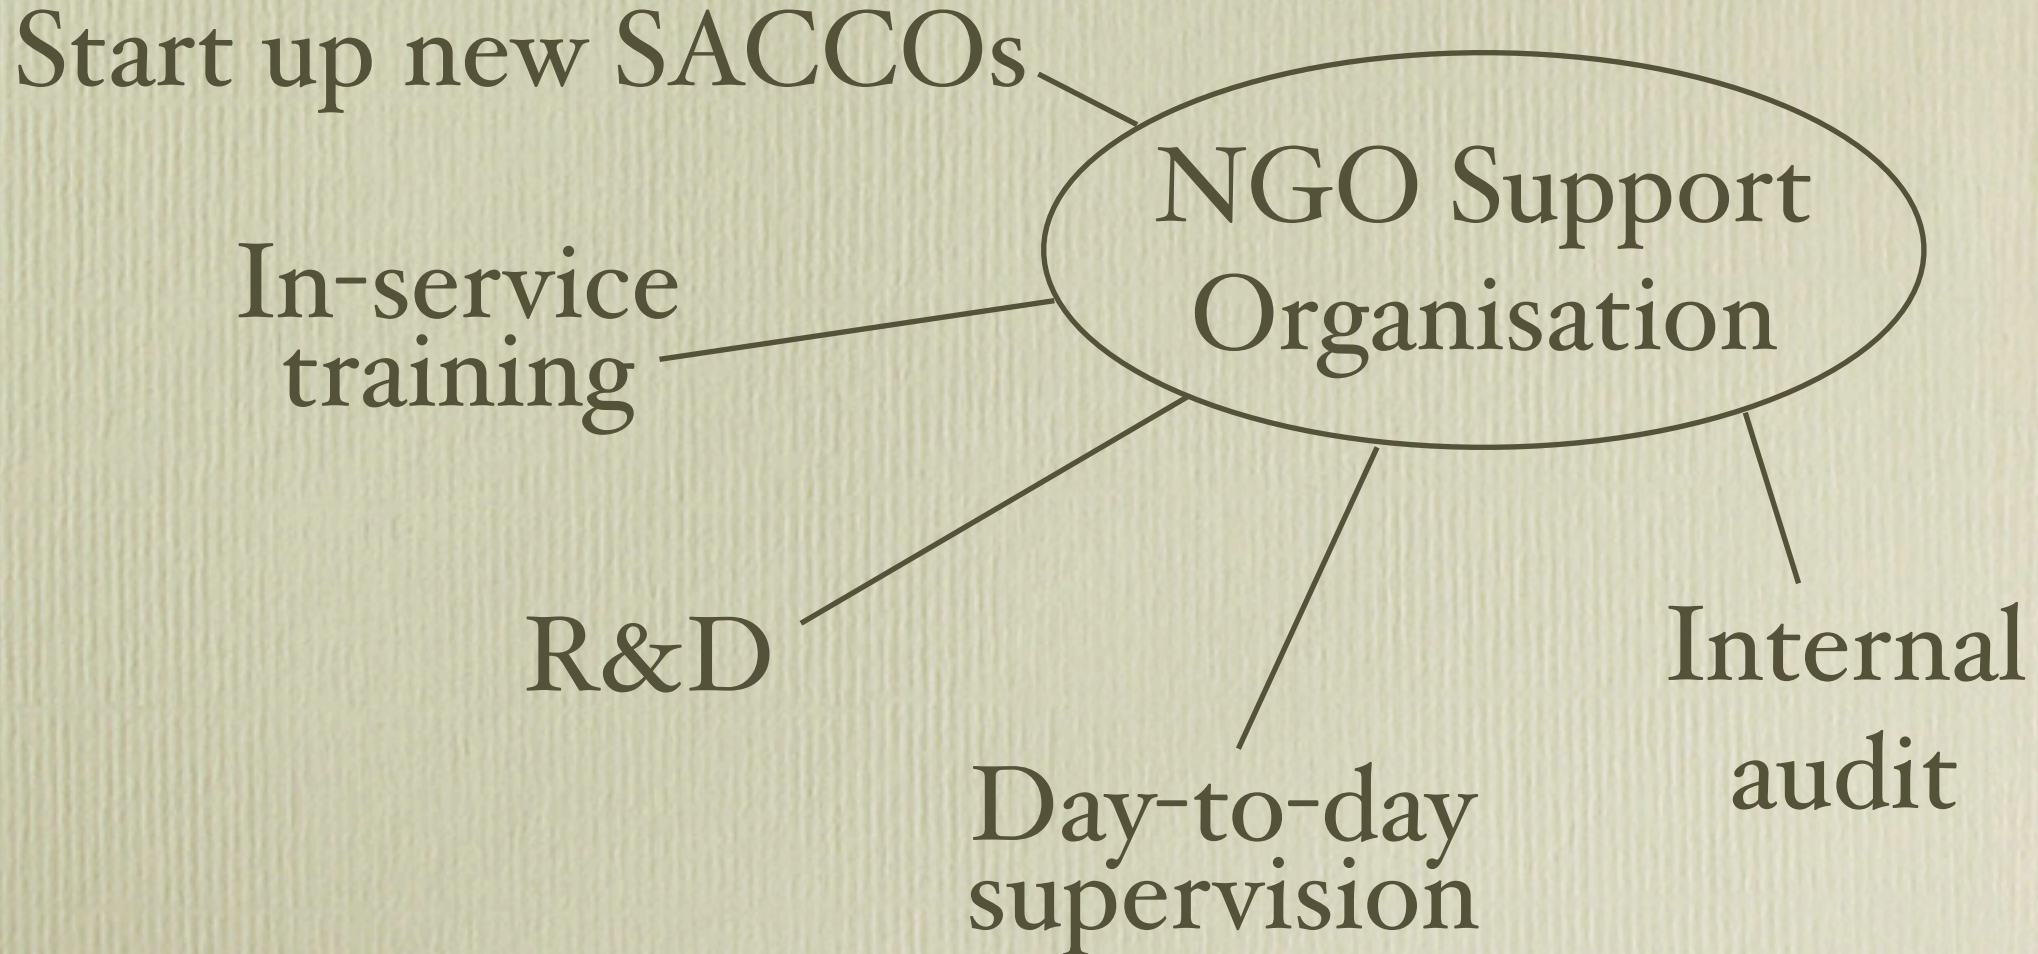 Start up new SACCOs
NGO Support
Organisation
In-service
training
R&D
Day-to-day
supervision
Internal
audit